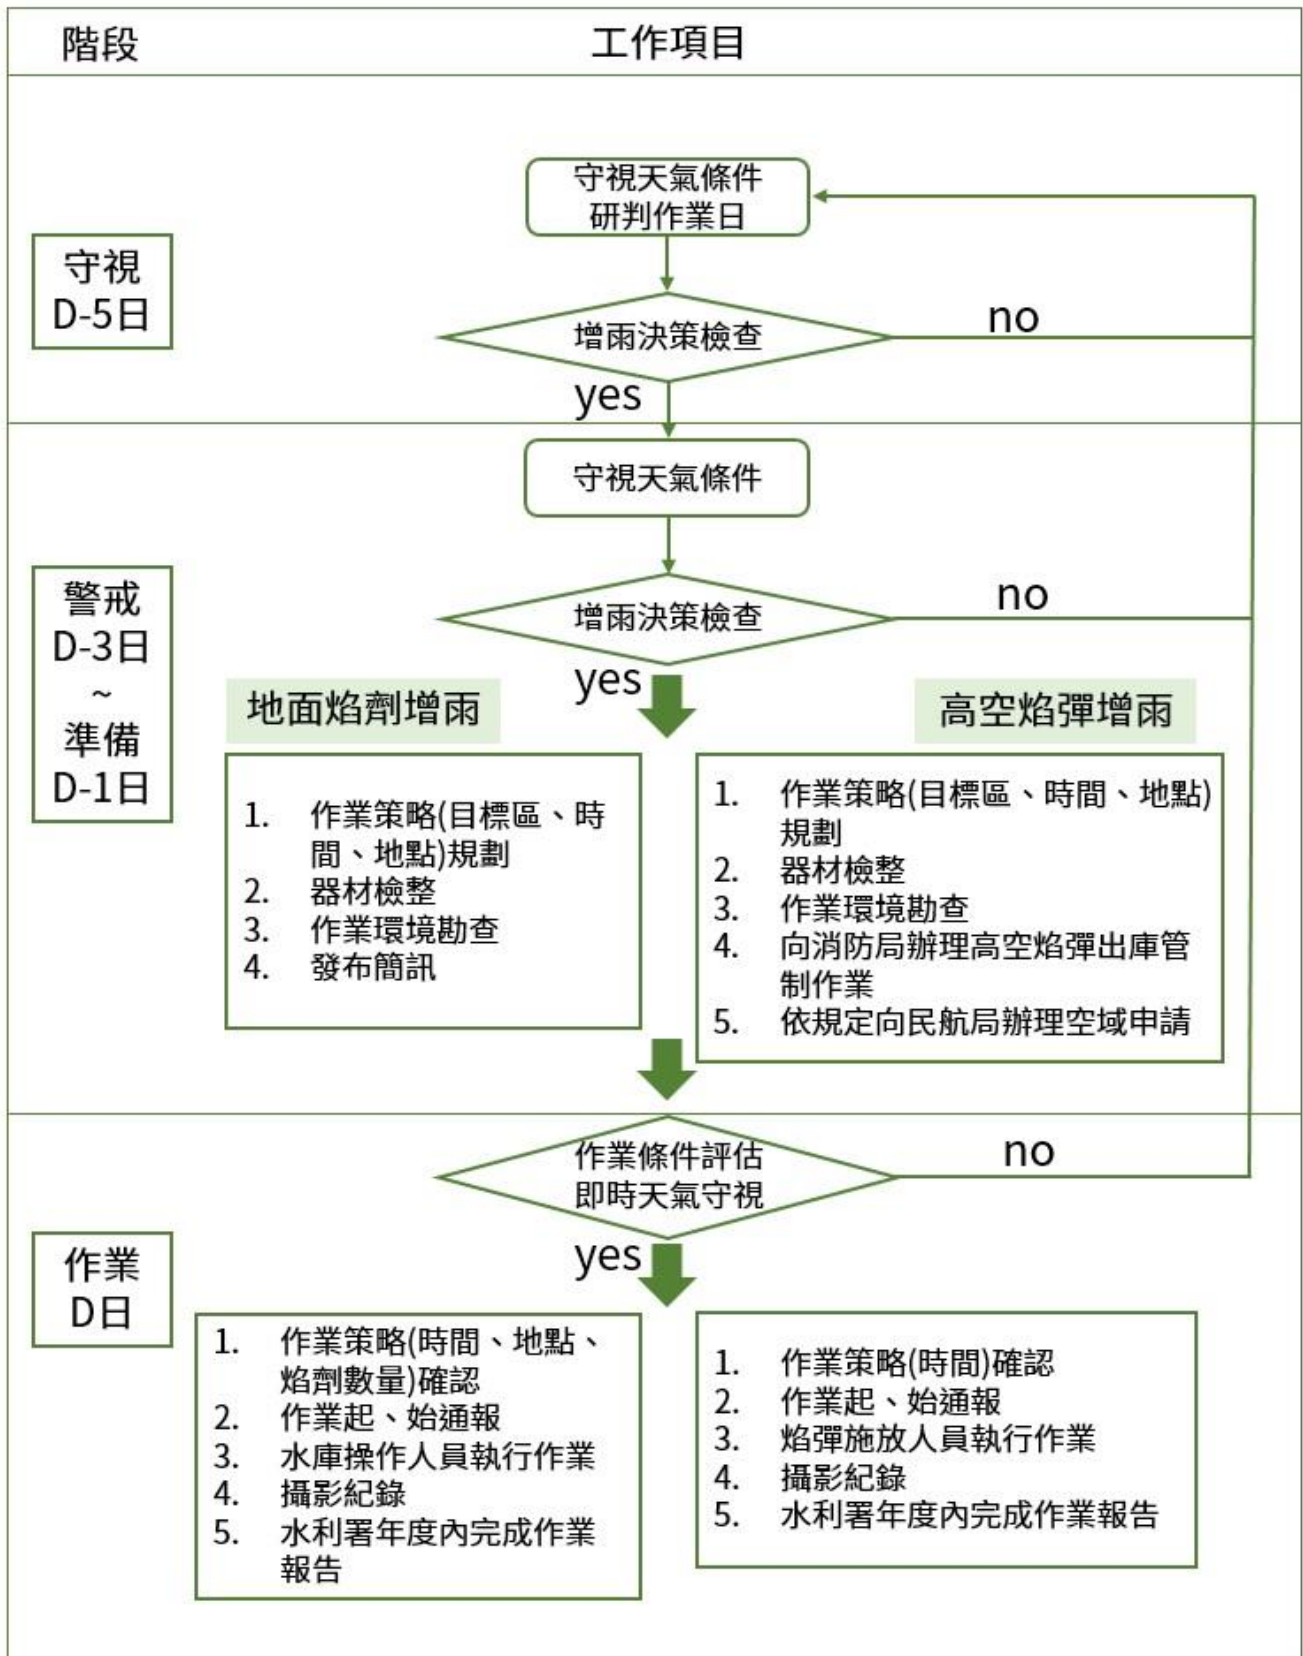 階段
工作項目
守視
D-5日
守視天氣條件
研判作業日
增雨決策檢查
no
yes
警戒
D-3日
~
準備
D-1日
守視天氣條件
增雨決策檢查
no
yes
地面焰劑增雨
1. 作業策略(目標區、時
間、地點)規劃
2. 器材檢整
3. 作業環境勘查
4. 發布簡訊
高空焰彈增雨
1. 作業策略(目標區、時間、地點)
規劃
2. 器材檢整
3. 作業環境勘查
4. 向消防局辦理高空焰彈出庫管
制作業
5. 依規定向民航局辦理空域申請
作業
D日
作業條件評估
即時天氣守視
no
yes
1. 作業策略(時間、地點、
焰劑數量)確認
2. 作業起、始通報
3. 水庫操作人員執行作業
4. 攝影紀錄
5. 水利署年度內完成作業
報告
1. 作業策略(時間)確認
2. 作業起、始通報
3. 焰彈施放人員執行作業
4. 攝影紀錄
5. 水利署年度內完成作業報告